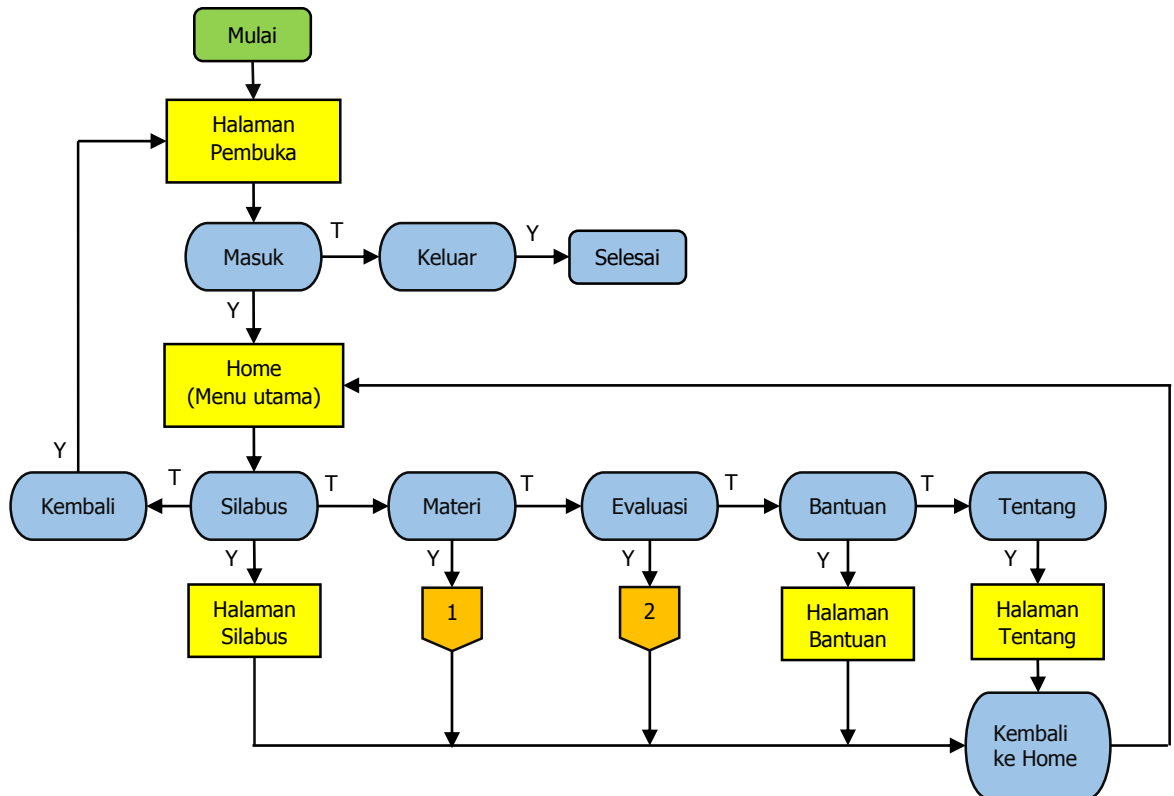 Mulai
Halaman
Pembuka
T
Y
Masuk
Keluar
Selesai
Y
Home
(Menu utama)
Y
T
T
T
T
T
Kembali
Silabus
Materi
Evaluasi
Bantuan
Tentang
Y
Y
Y
Y
Y
Halaman
Silabus
1
2
Halaman
Bantuan
Halaman
Tentang
Kembali
ke Home